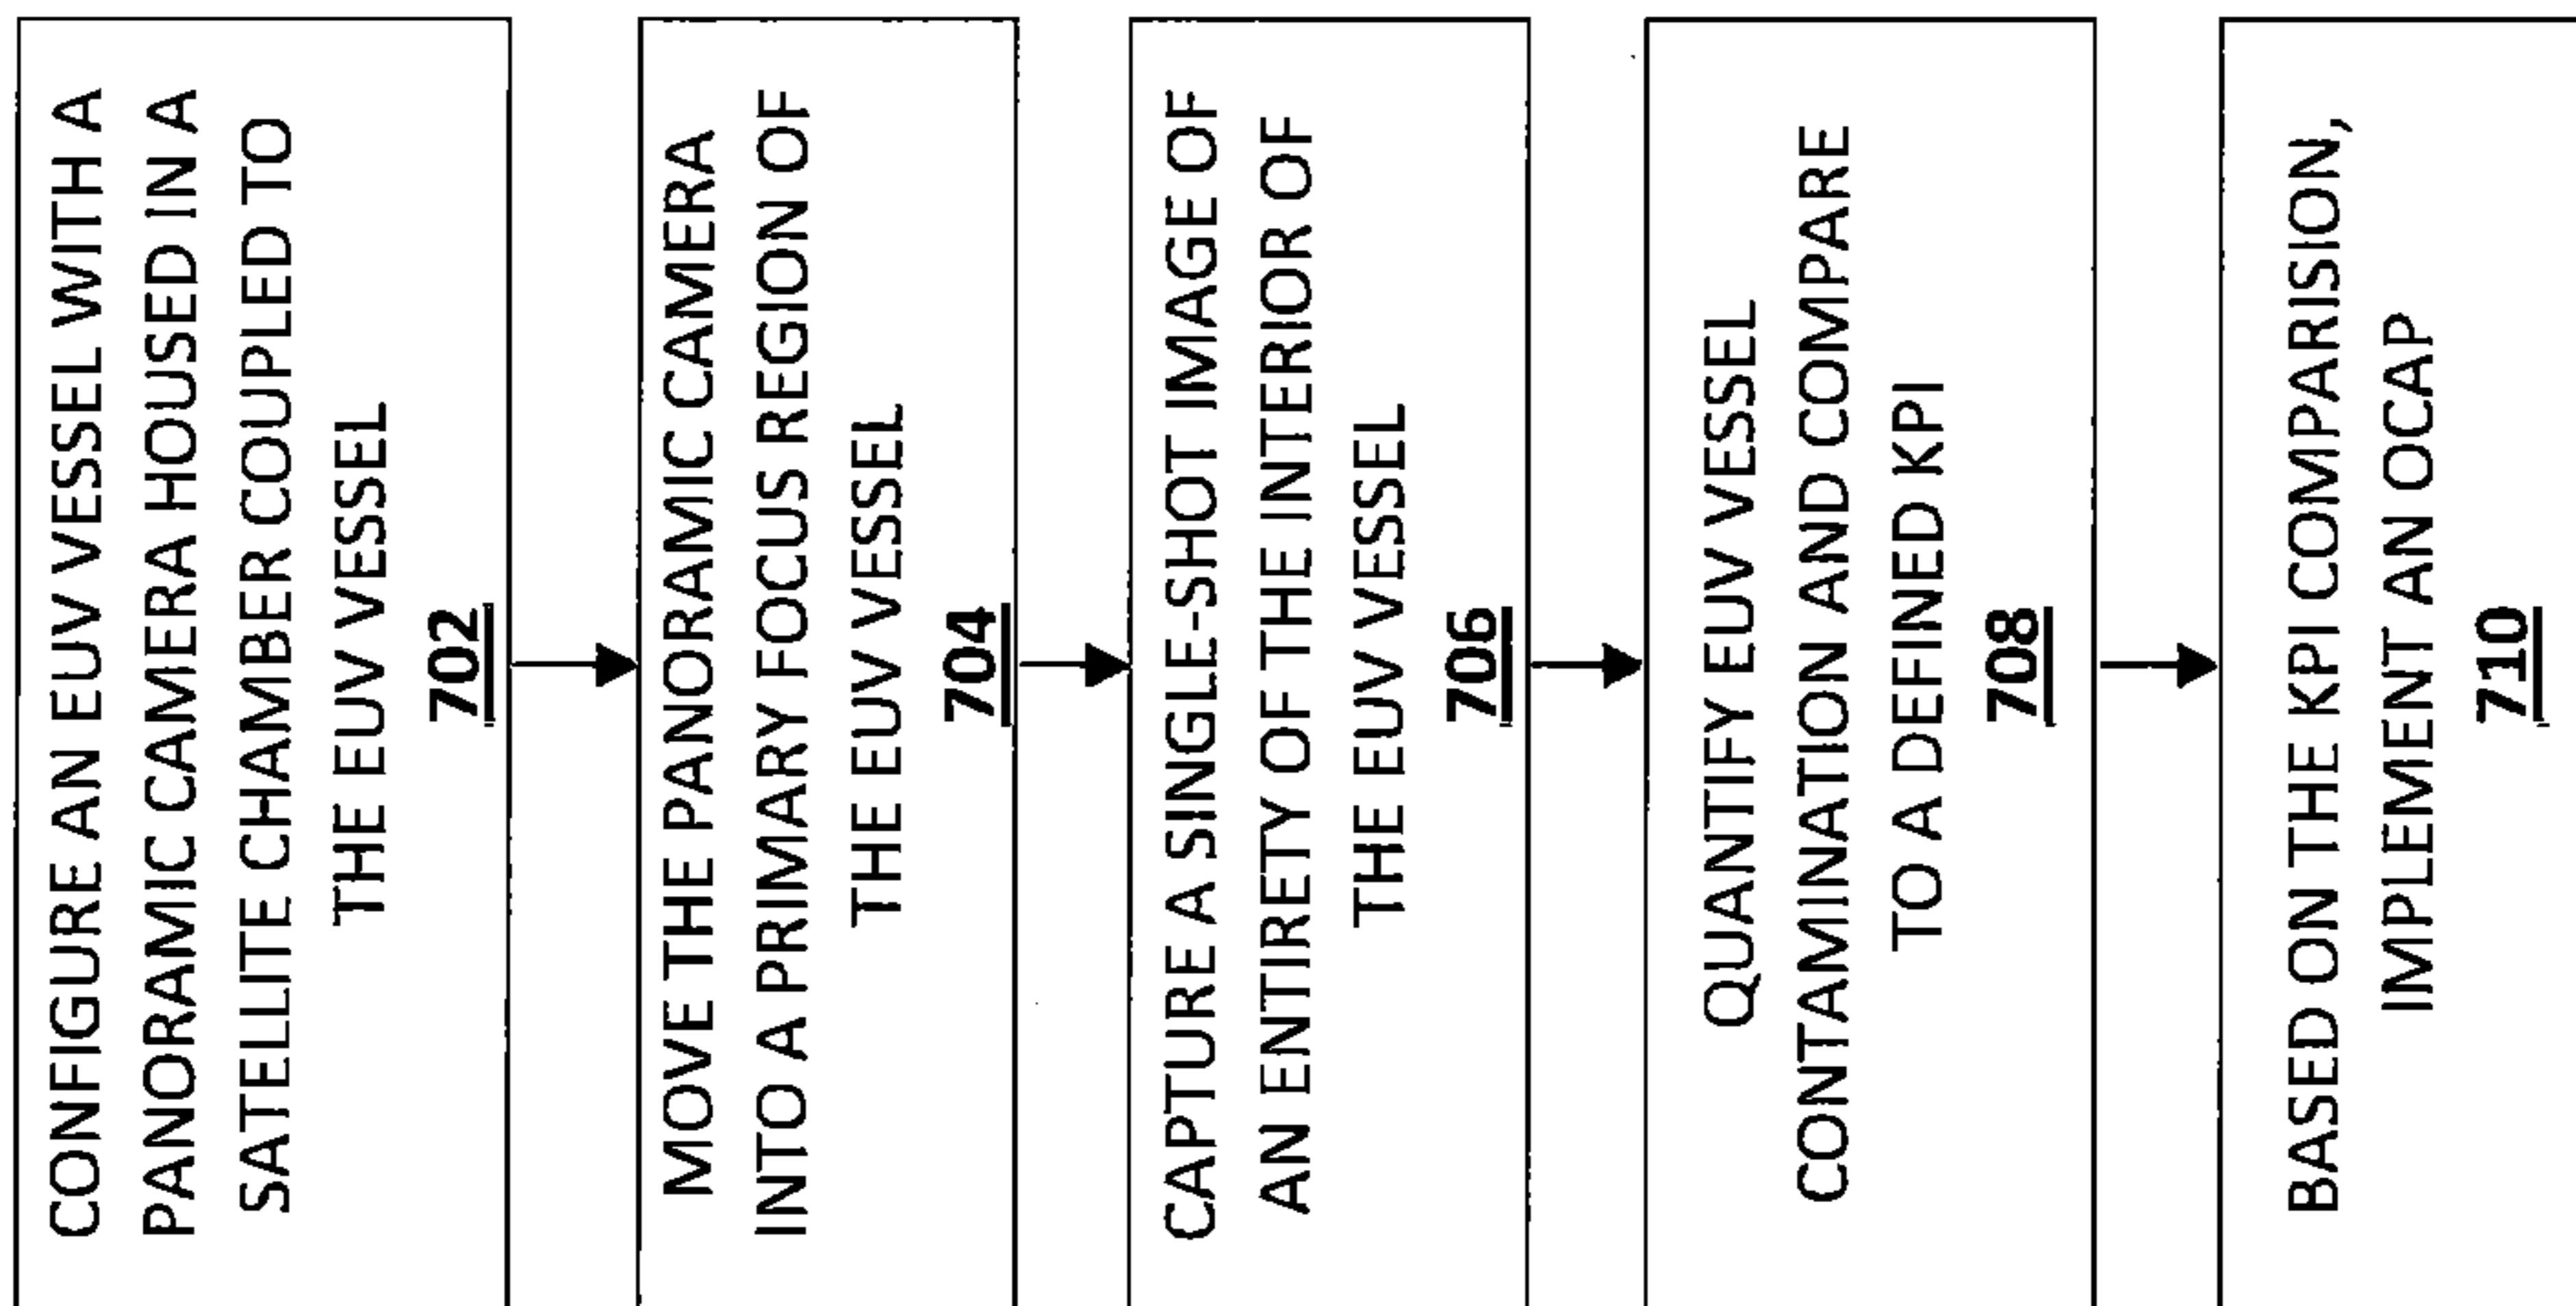 CONFIGURE AN EUV VESSEL WITH A
PANORAMIC CAMERA HOUSED IN A
SATELLITE CHAMBER COUPLED TO
THE EUV VESSEL
702
MOVE THE PANORAMIC CAMERA
INTO A PRIMARY FOCUS REGION OF
THE EUV VESSEL
704
CAPTURE A SINGLE-SHOT IMAGE OF
AN ENTIRETY OF THE INTERIOR OF
THE EUV VESSEL
706
QUANTIFY EUV VESSEL
CONTAMINATION AND COMPARE
TO A DEFINED KPI
708
BASED ON THE KPI COMPARISION,
IMPLEMENT AN OCAP
710